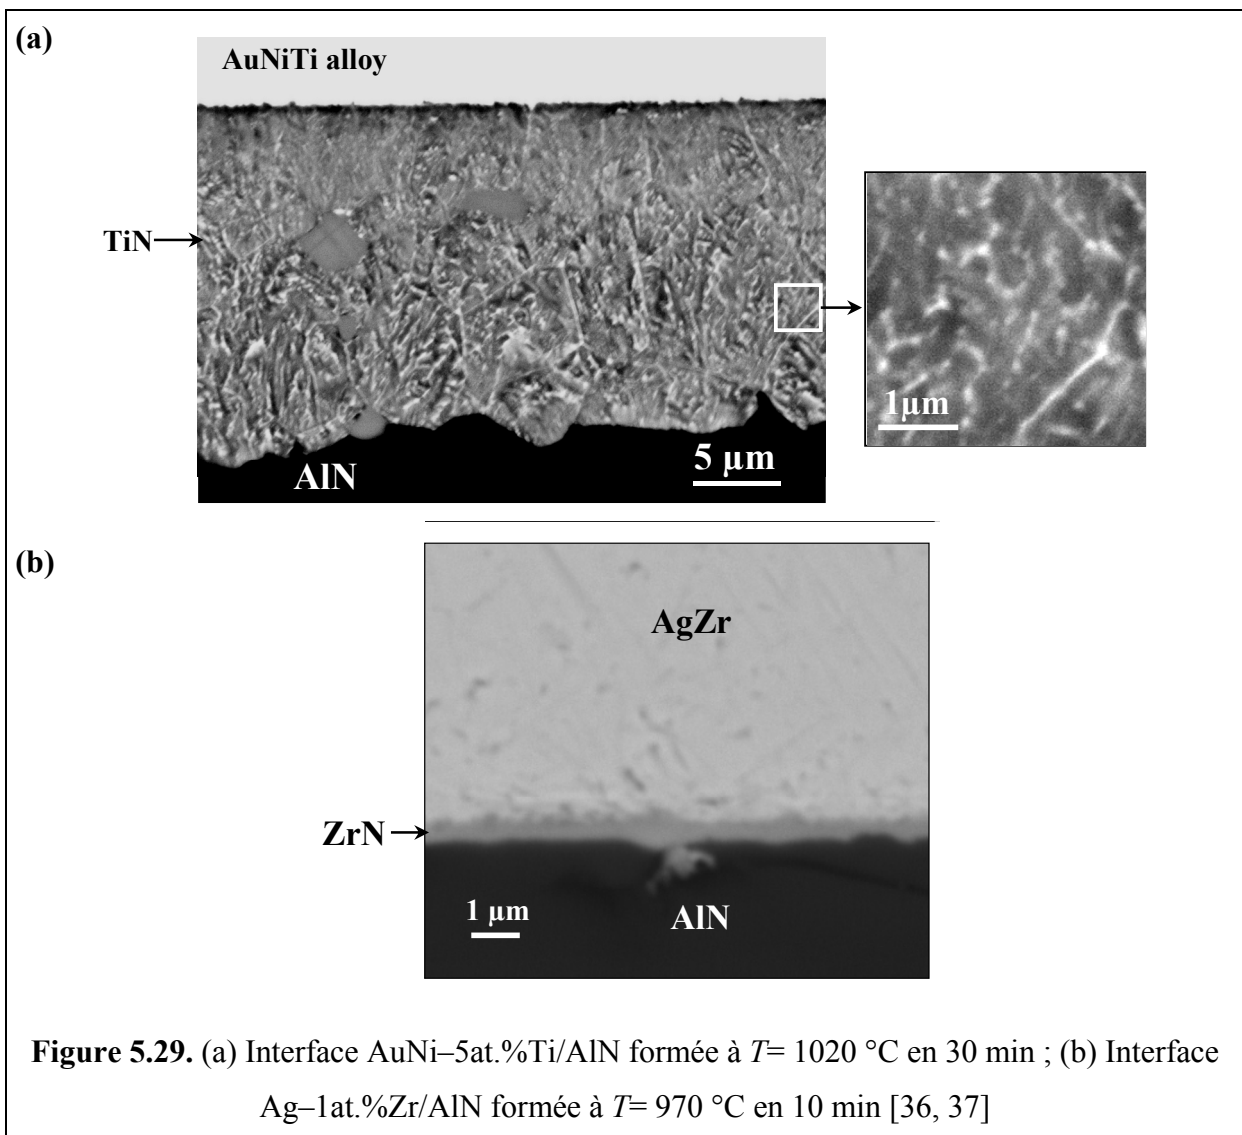 (a)
AuNiTi alloy
TiN
1µm
5 µm
AlN
(b)
AgZr
ZrN
1 µm
AlN
Figure 5.29. (a) Interface AuNi–5at.%Ti/AlN formée à T= 1020 °C en 30 min ; (b) Interface
Ag–1at.%Zr/AlN formée à T= 970 °C en 10 min [36, 37]